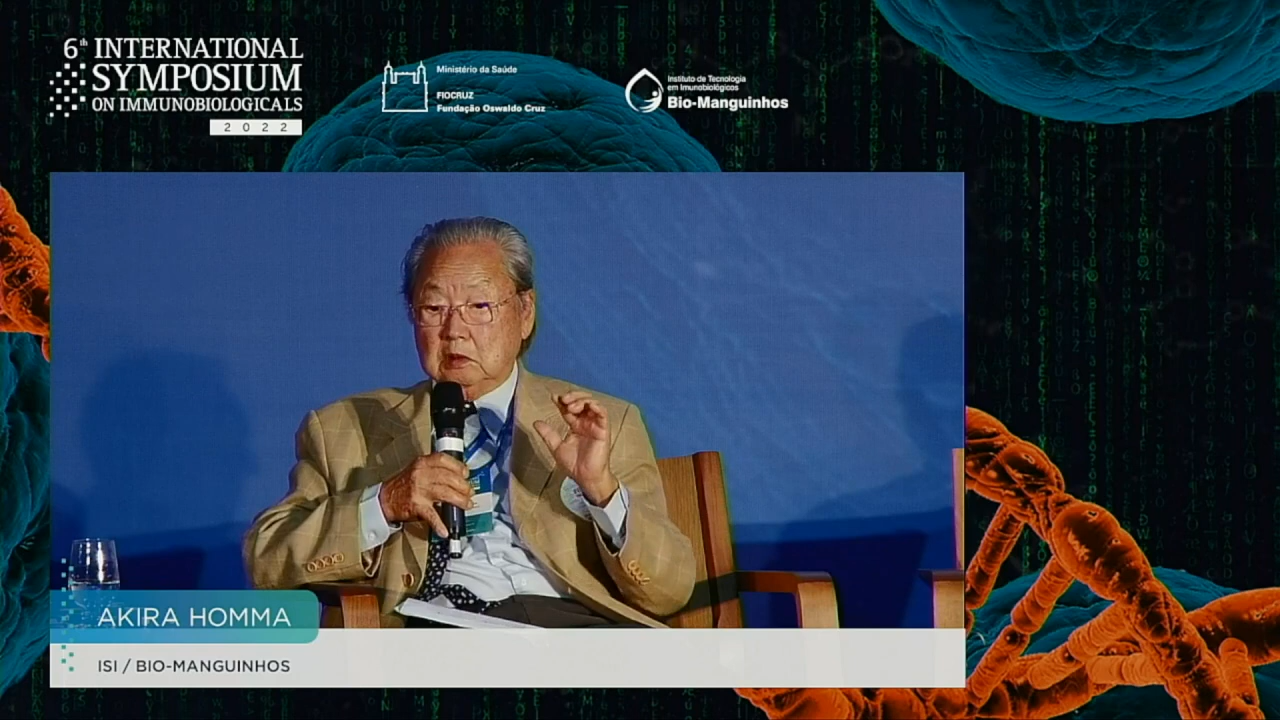 6th INTERNATIONAL
SYMPOSIUM
ON IMMUNOBIOLOGICALS
2022
Ministério da Saúde
FIOCRUZ
Fundação Oswaldo Cruz
Instituto de Tecnologia
em Imunobiológicos
Bio-Manguinhos
AKIRA HOMMA
ISI / BIO-MANGUINHOS